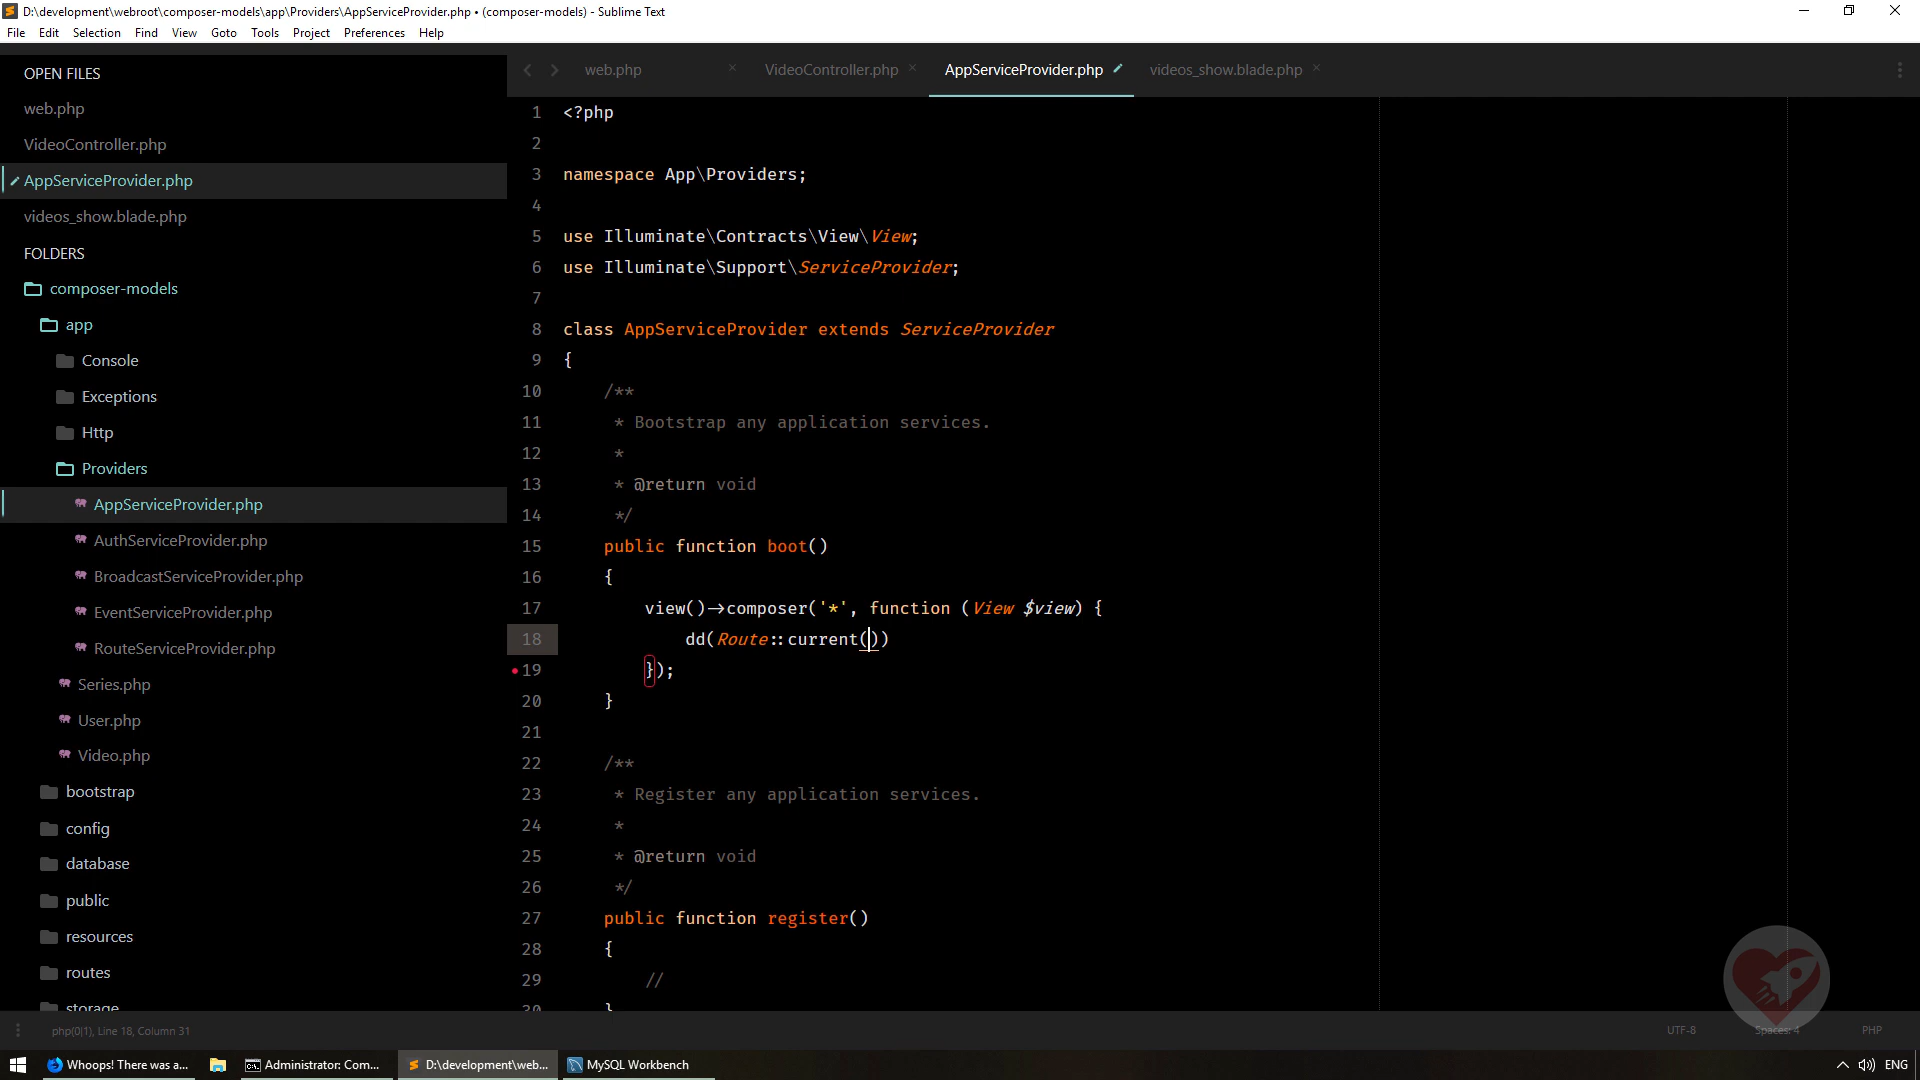 D:\development\webroot\composer-models\app\Providers\AppServiceProvider.php • (composer-models) - Sublime Text
File Edit Selection Find View Goto Tools Project Preferences Help
OPEN FILES
web.php
VideoController.php
AppServiceProvider.php
videos_show.blade.php
FOLDERS
composer-models
app
Console
Exceptions
Http
Providers
AppServiceProvider.php
AuthServiceProvider.php
BroadcastServiceProvider.php
EventServiceProvider.php
RouteServiceProvider.php
Series.php
User.php
Video.php
bootstrap
config
database
public
resources
routes
storage
web.php VideoController.php AppServiceProvider.php videos_show.blade.php
1 <?php
2
3 namespace App\Providers;
4
5 use Illuminate\Contracts\View\View;
6 use Illuminate\Support\ServiceProvider;
7
8 class AppServiceProvider extends ServiceProvider
9 {
10 /**
11 * Bootstrap any application services.
12 *
13 * @return void
14 */
15 public function boot()
16 {
17 view()->composer('*', function (View $view) {
18 dd(Route::current())
19 });
20 }
21
22 /**
23 * Register any application services.
24 *
25 * @return void
26 */
27 public function register()
28 {
29 //
30 }
php(0|1), Line 18, Column 31 UTF-8 Spaces: 4 PHP
Whoops! There was a... Administrator: Com... D:\development\web... MySQL Workbench ENG